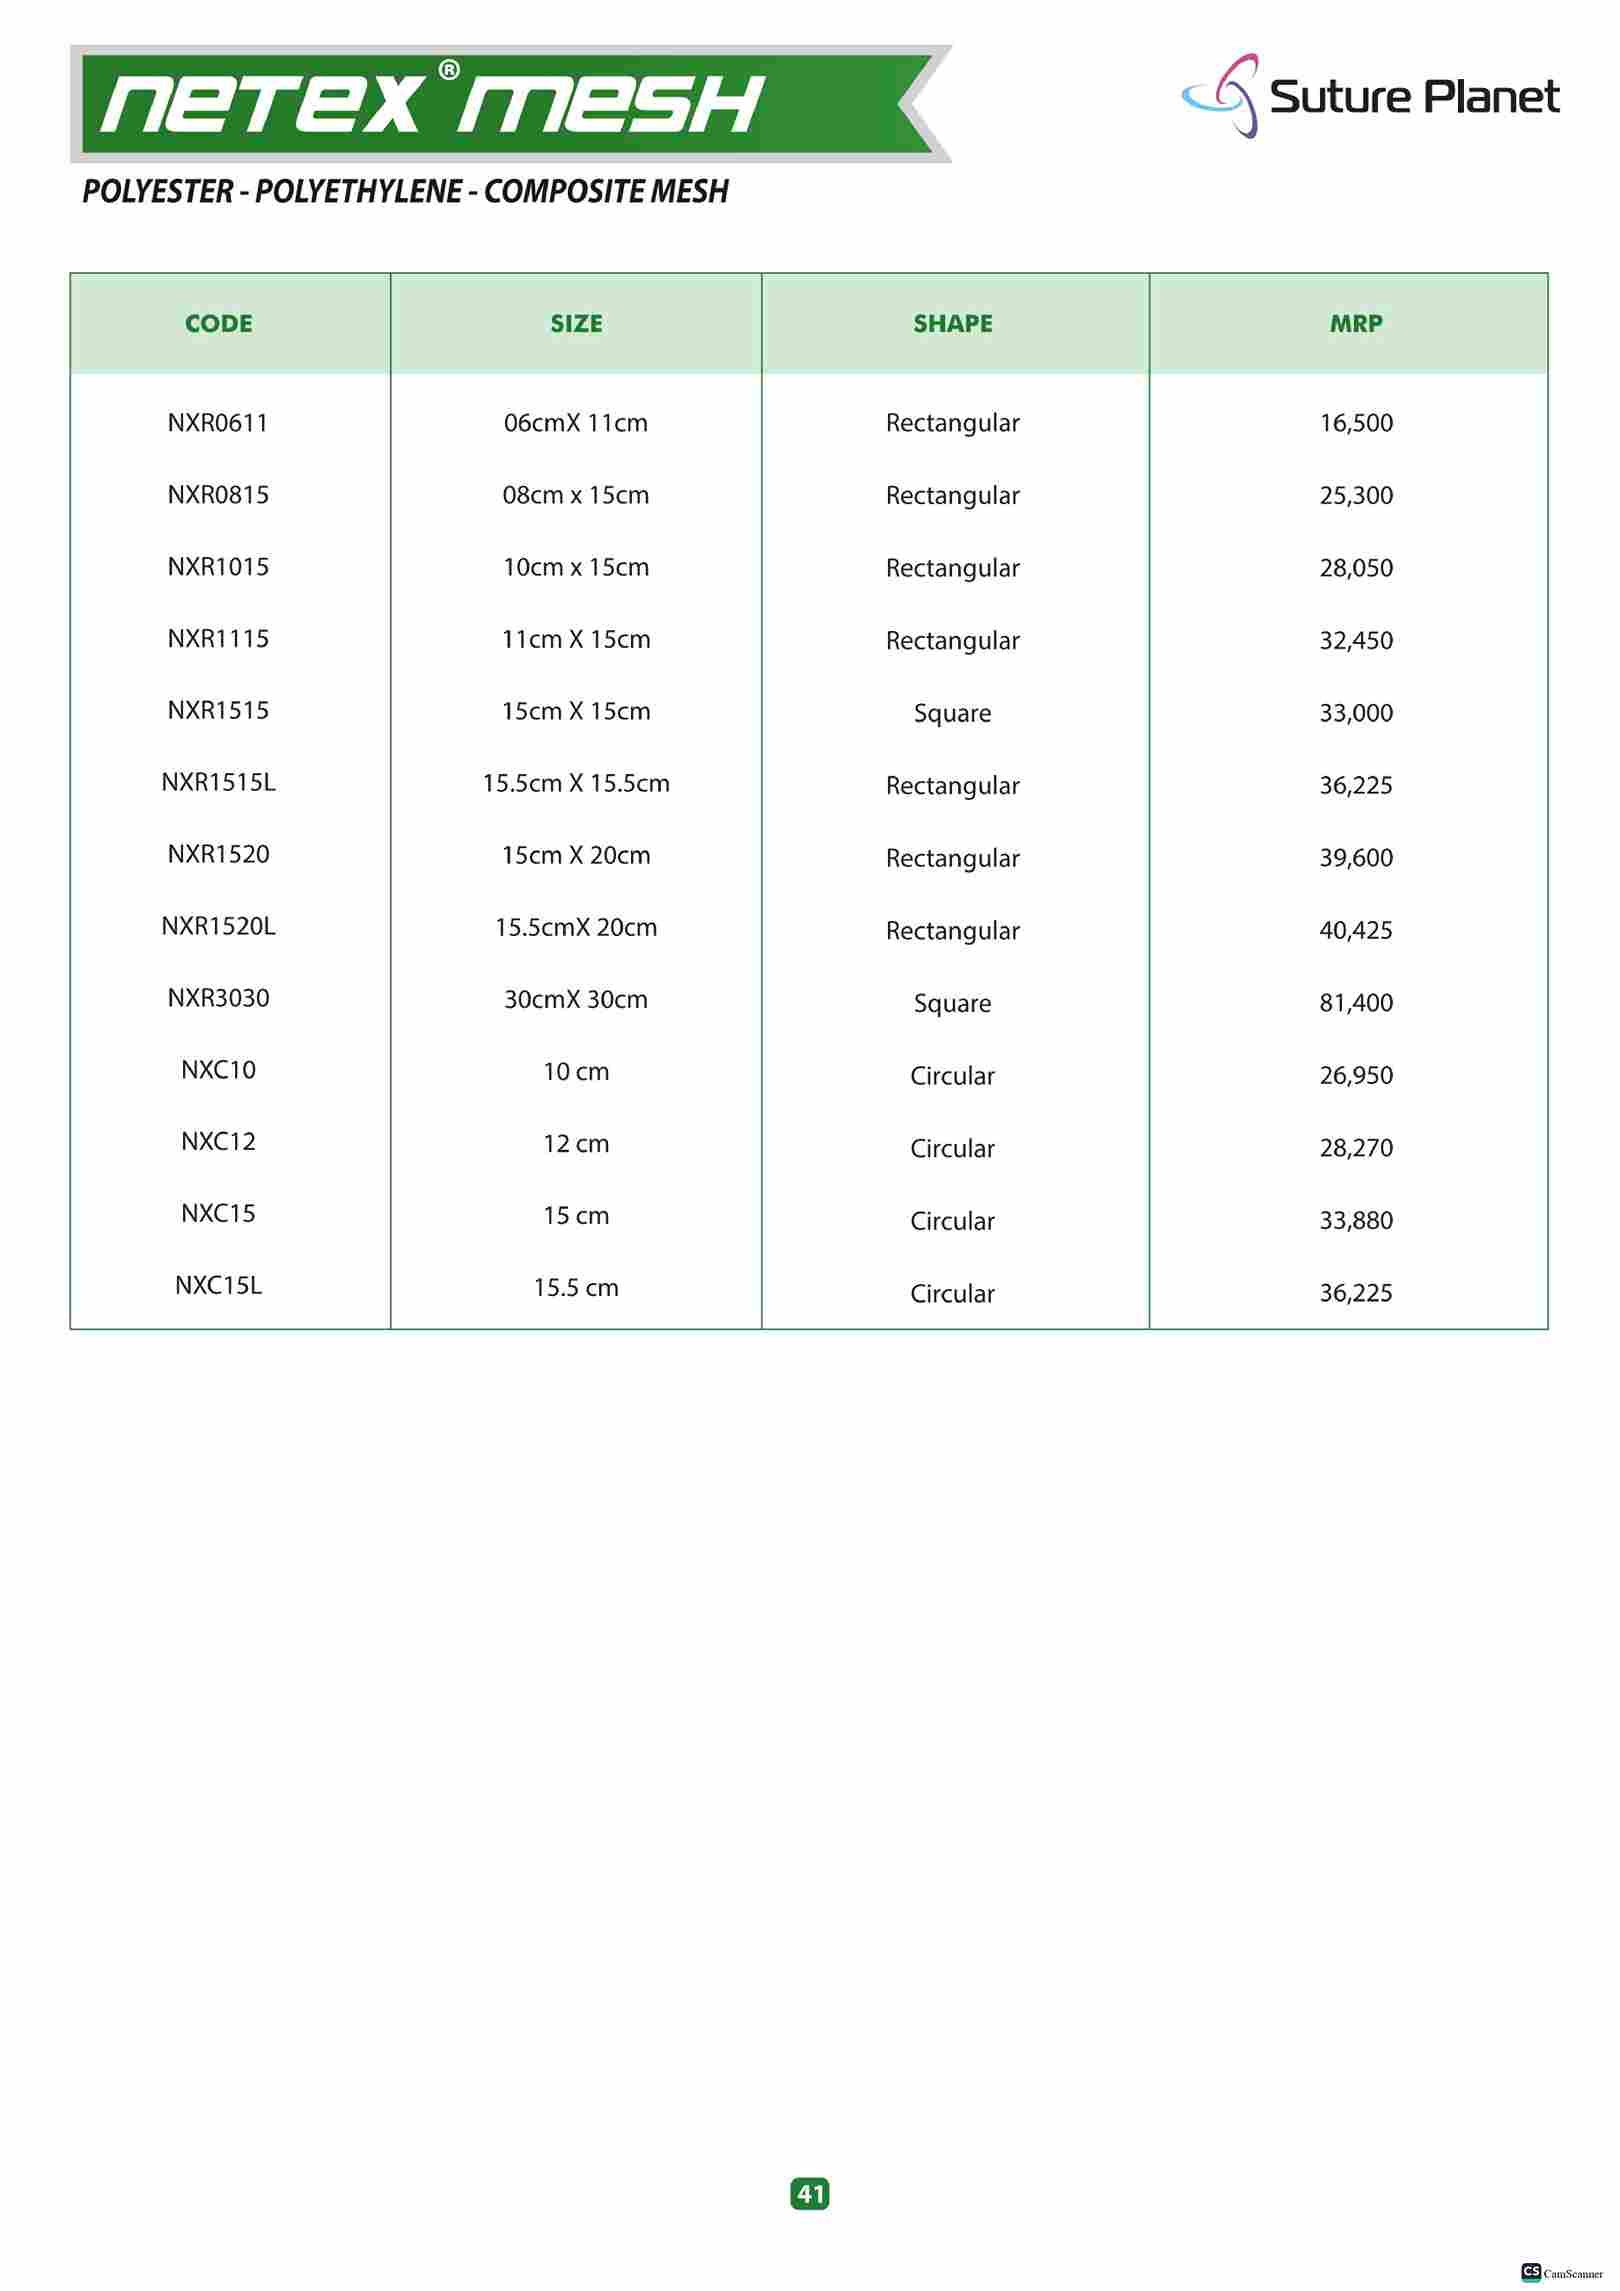 NETEX® MESH
Suture Planet
POLYESTER - POLYETHYLENE - COMPOSITE MESH
CODE SIZE SHAPE MRP
NXR0611 06cmX 11cm Rectangular 16,500
NXR0815 08cm x 15cm Rectangular 25,300
NXR1015 10cm x 15cm Rectangular 28,050
NXR1115 11cm X 15cm Rectangular 32,450
NXR1515 15cm X 15cm Square 33,000
NXR1515L 15.5cm X 15.5cm Rectangular 36,225
NXR1520 15cm X 20cm Rectangular 39,600
NXR1520L 15.5cmX 20cm Rectangular 40,425
NXR3030 30cmX 30cm Square 81,400
NXC10 10 cm Circular 26,950
NXC12 12 cm Circular 28,270
NXC15 15 cm Circular 33,880
NXC15L 15.5 cm Circular 36,225
41
CS CamScanner